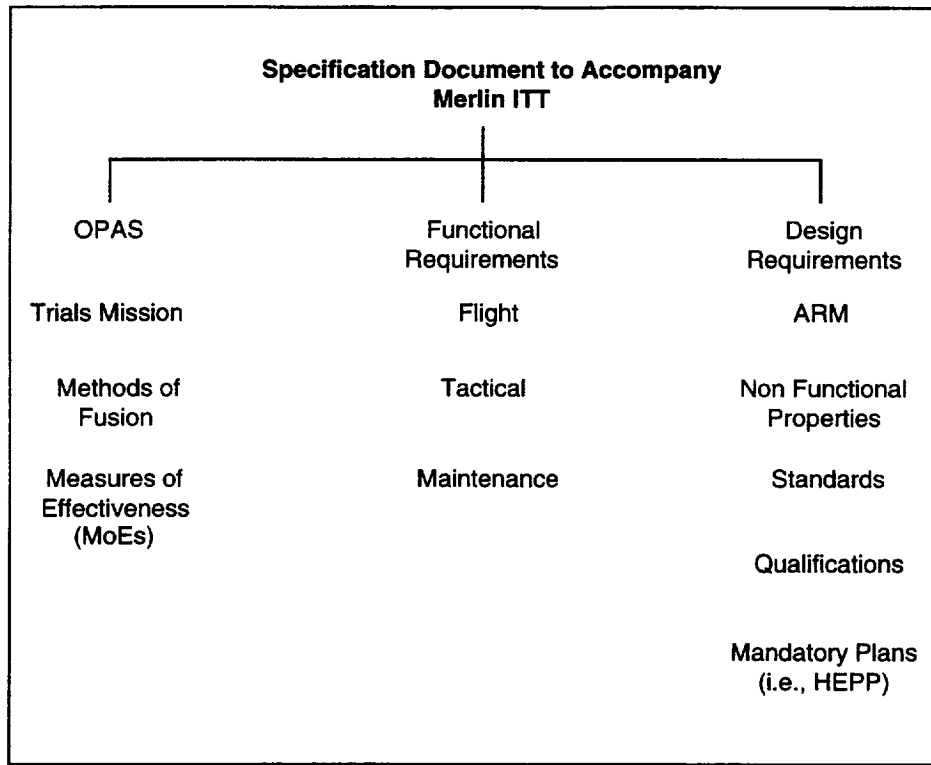 Specification Document to Accompany
Merlin ITT
OPAS
Trials Mission
Methods of
Fusion
Measures of
Effectiveness
(MoEs)
Functional
Requirements
Flight
Tactical
Maintenance
Design
Requirements
ARM
Non Functional
Properties
Standards
Qualifications
Mandatory Plans
(i.e., HEPP)